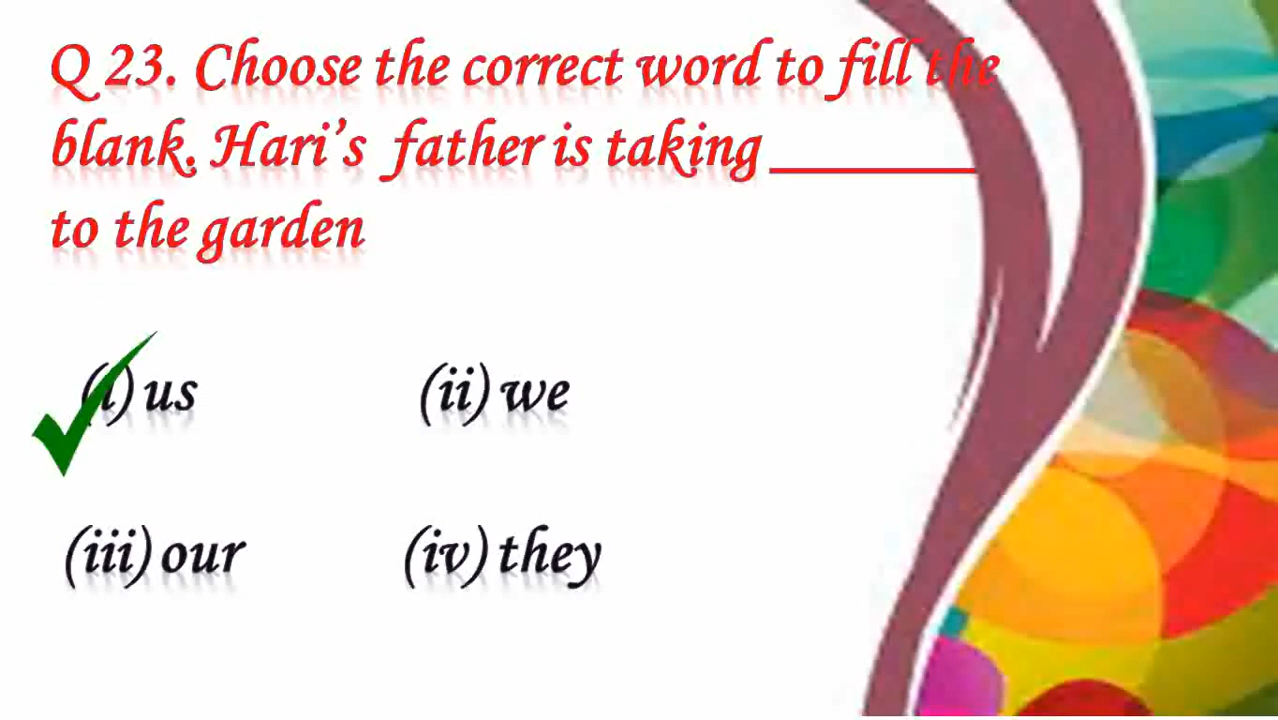 Q 23. Choose the correct word to fill the
blank. Hari's father is taking ________
to the garden
(i) us (ii) we
(iii) our (iv) they